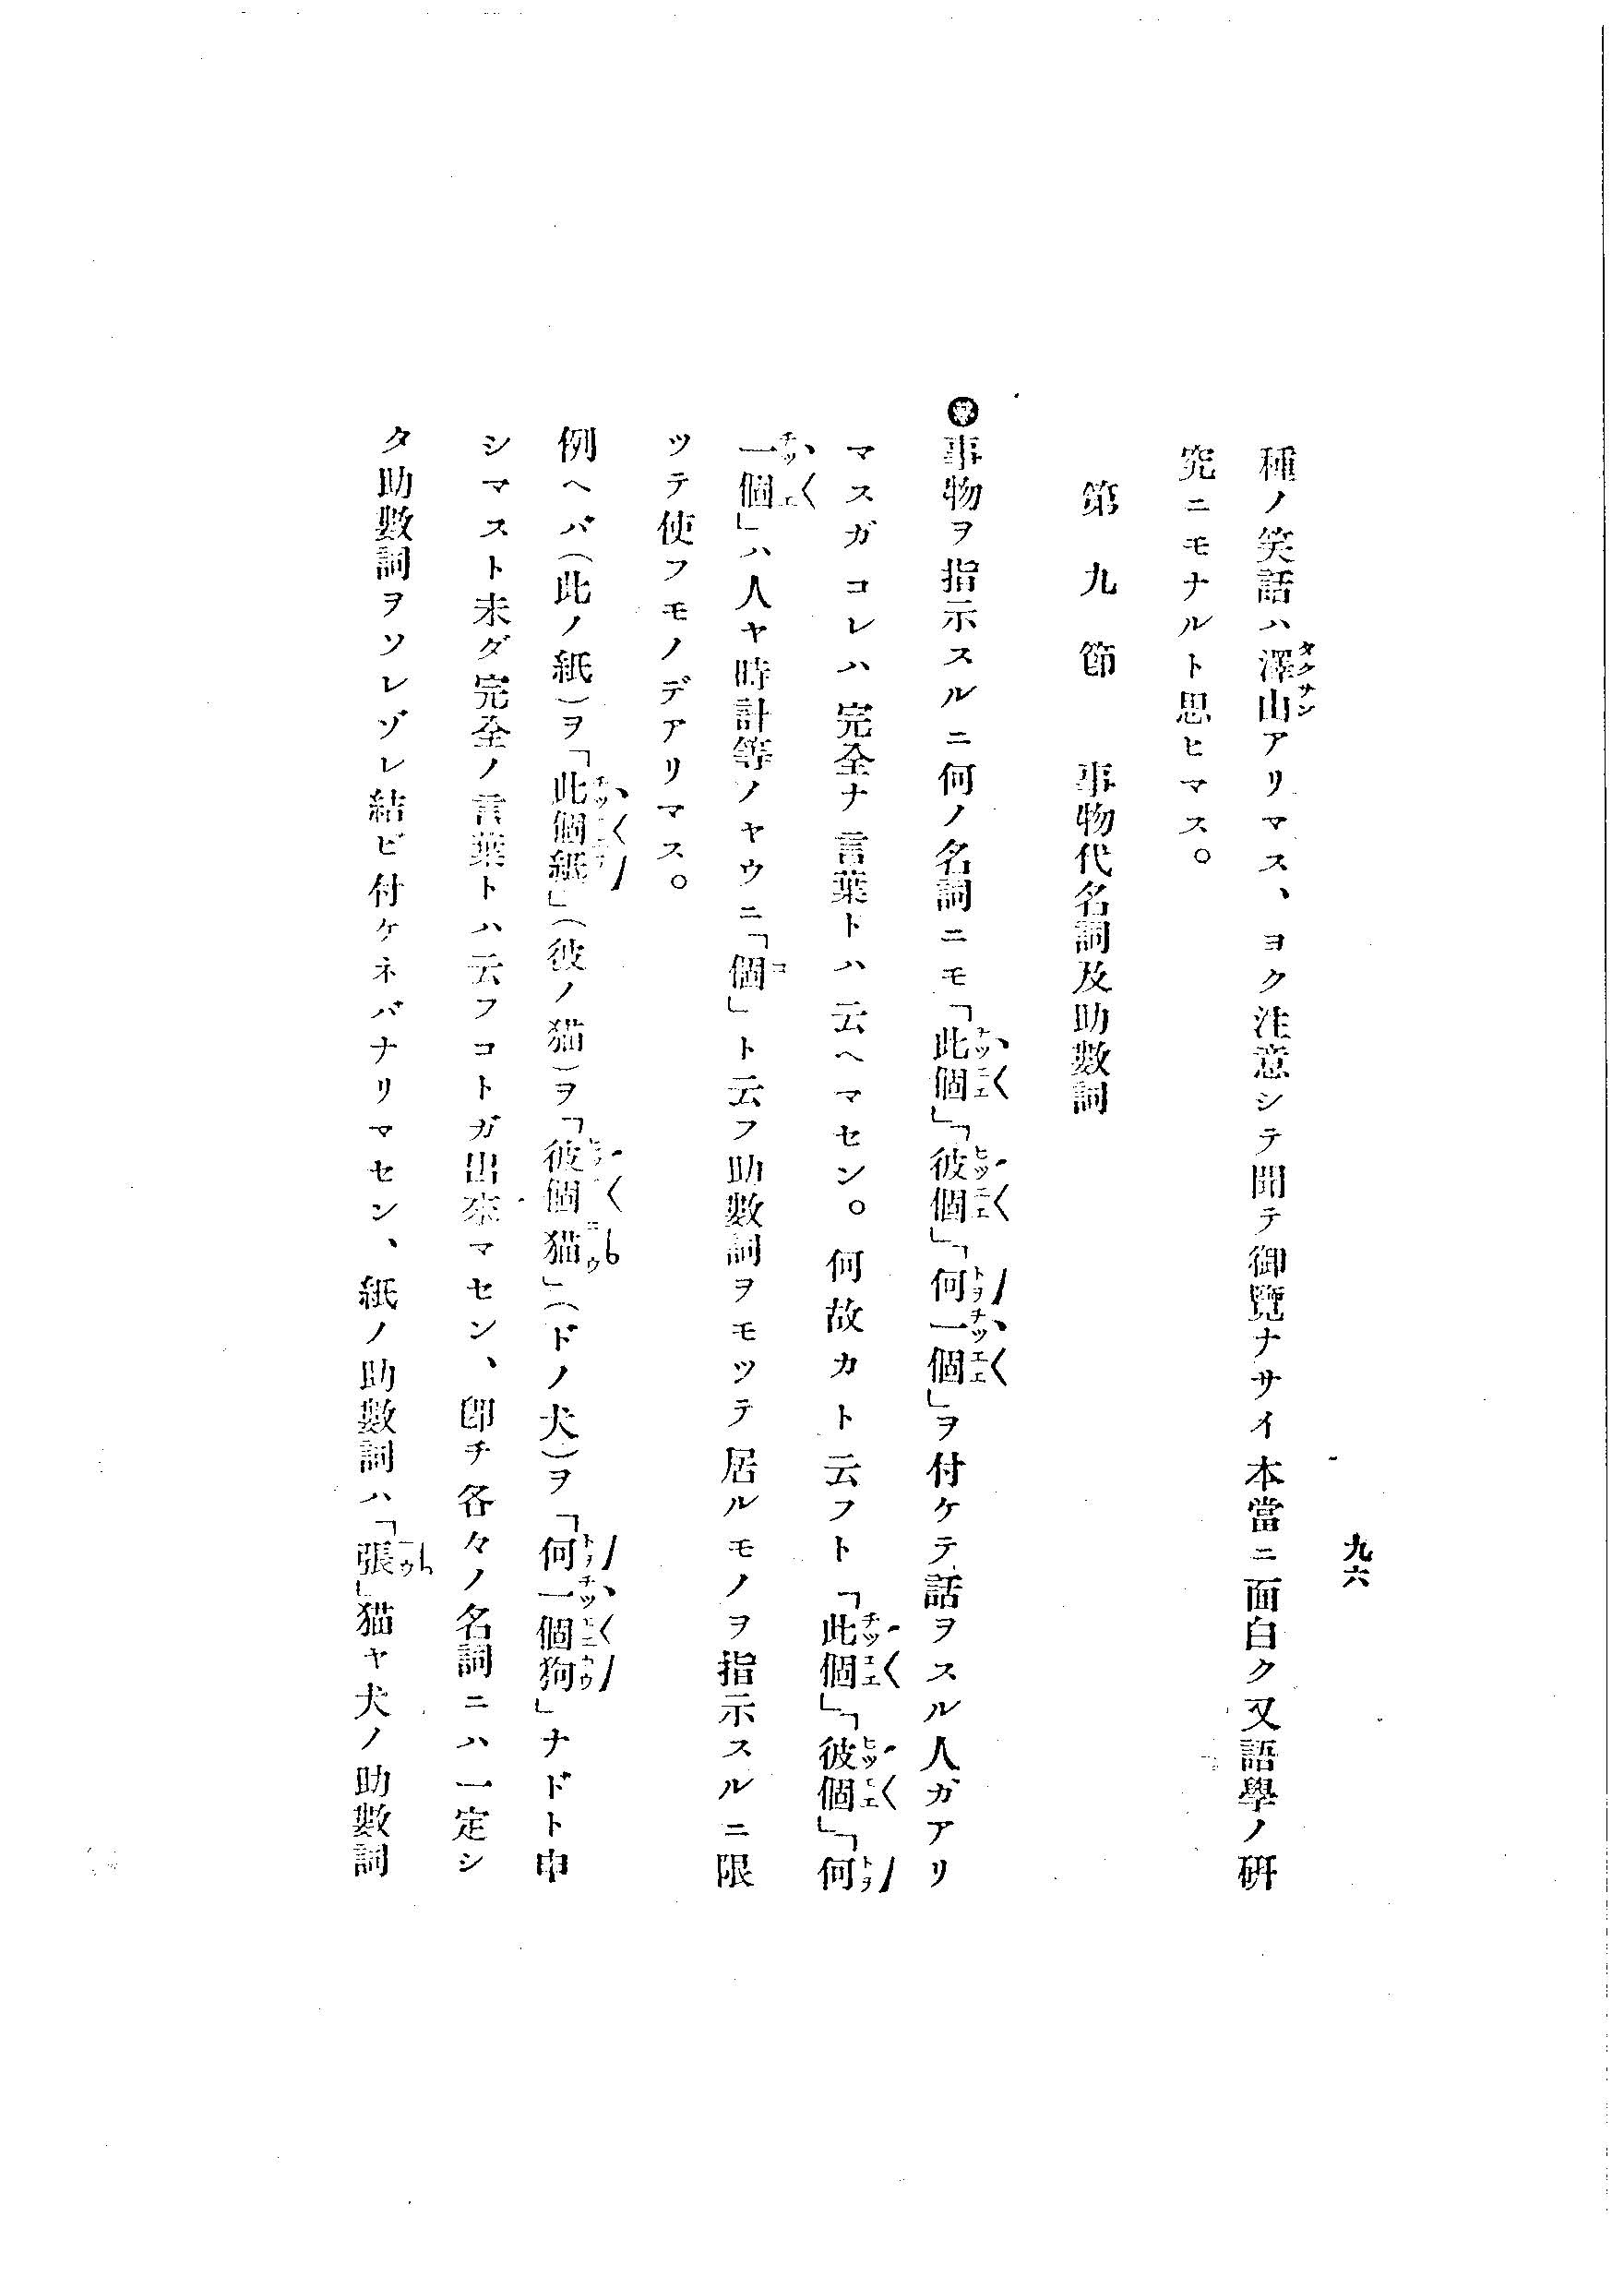 九六
種ノ笑話ハ澤山アリマス、ヨク注意シテ聞テ御覽ナサイ本當ニ面白ク又語學ノ研
究ニモナルト思ヒマス。
第九節　事物代名詞及助數詞
事物ヲ指示スルニ何ノ名詞ニモ「此個」「彼個」「何一個」ヲ付ケテ話ヲスル人ガアリ
マスガコレハ完全ナ言葉トハ云ヘマセン。何故カト云フト「此個」「彼個」「何
一個」ハ人ヤ時計等ノヤウニ「個」ト云フ助數詞ヲモツテ居ルモノヲ指示スルニ限
ツテ使フモノデアリマス。
例ヘバ(此ノ紙)ヲ「此個紙」(彼ノ猫)ヲ「彼個猫」(ドノ犬)ヲ「何一個狗」ナドト申
シマスト未ダ完全ノ言葉トハ云フコトガ出來マセン、卽チ各々ノ名詞ニハ一定シ
タ助數詞ヲソレゾレ結ビ付ケネバナリマセン、紙ノ助數詞ハ「張」猫ヤ犬ノ助數詞